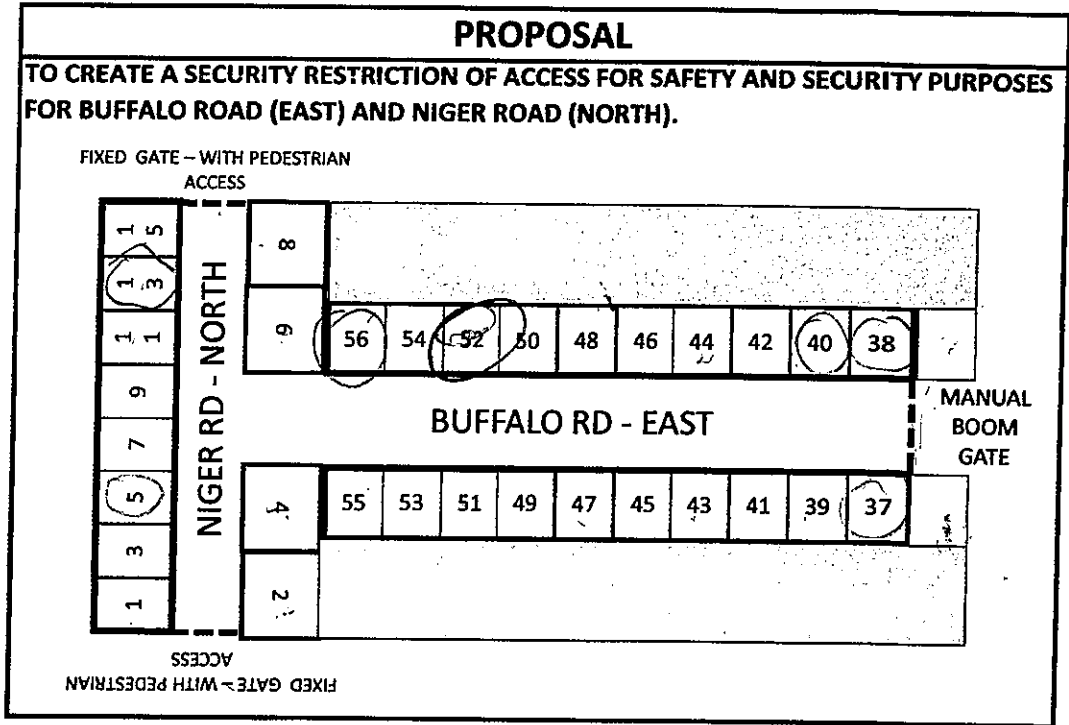 PROPOSAL
TO CREATE A SECURITY RESTRICTION OF ACCESS FOR SAFETY AND SECURITY PURPOSES
FOR BUFFALO ROAD (EAST) AND NIGER ROAD (NORTH).
FIXED GATE – WITH PEDESTRIAN
ACCESS
15
13
11
9
7
5
3
1
NIGER RD - NORTH
8
6
4
2
56 54 52 50 48 46 44 42 40 38
BUFFALO RD - EAST
MANUAL
BOOM
GATE
55 53 51 49 47 45 43 41 39 37
FIXED GATE – WITH PEDESTRIAN
ACCESS